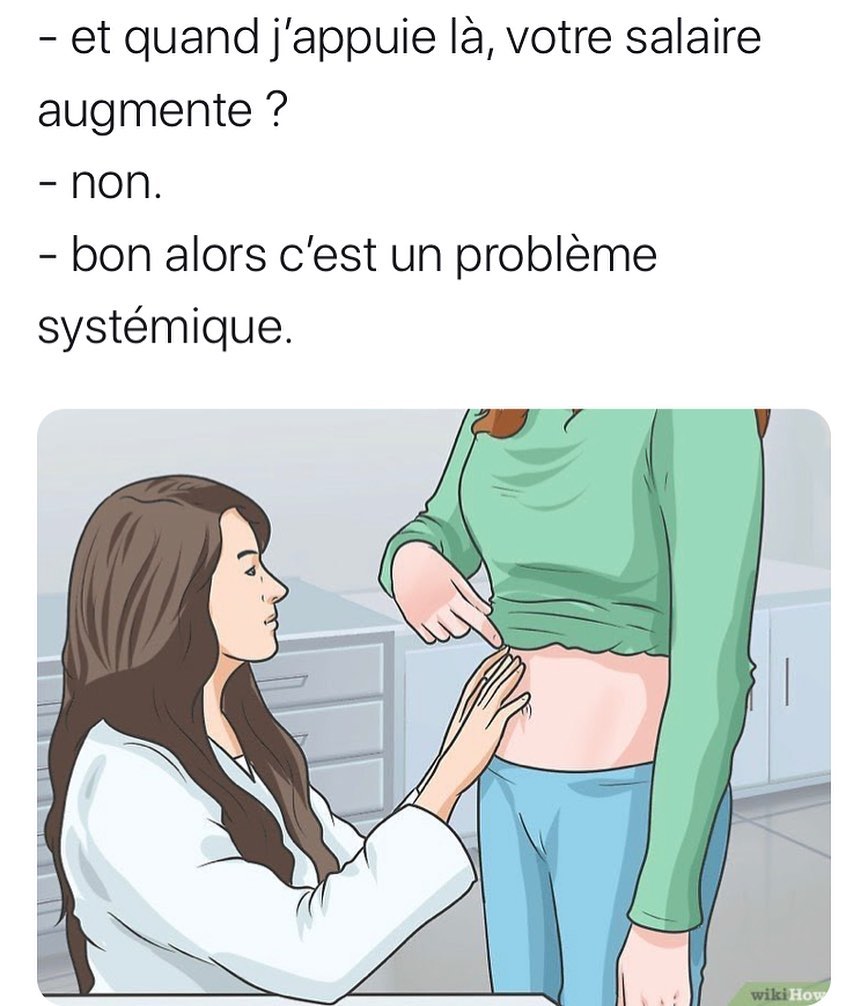 - et quand j’appuie là, votre salaire
augmente ?
- non.
- bon alors c’est un problème
systémique.
wikiHow